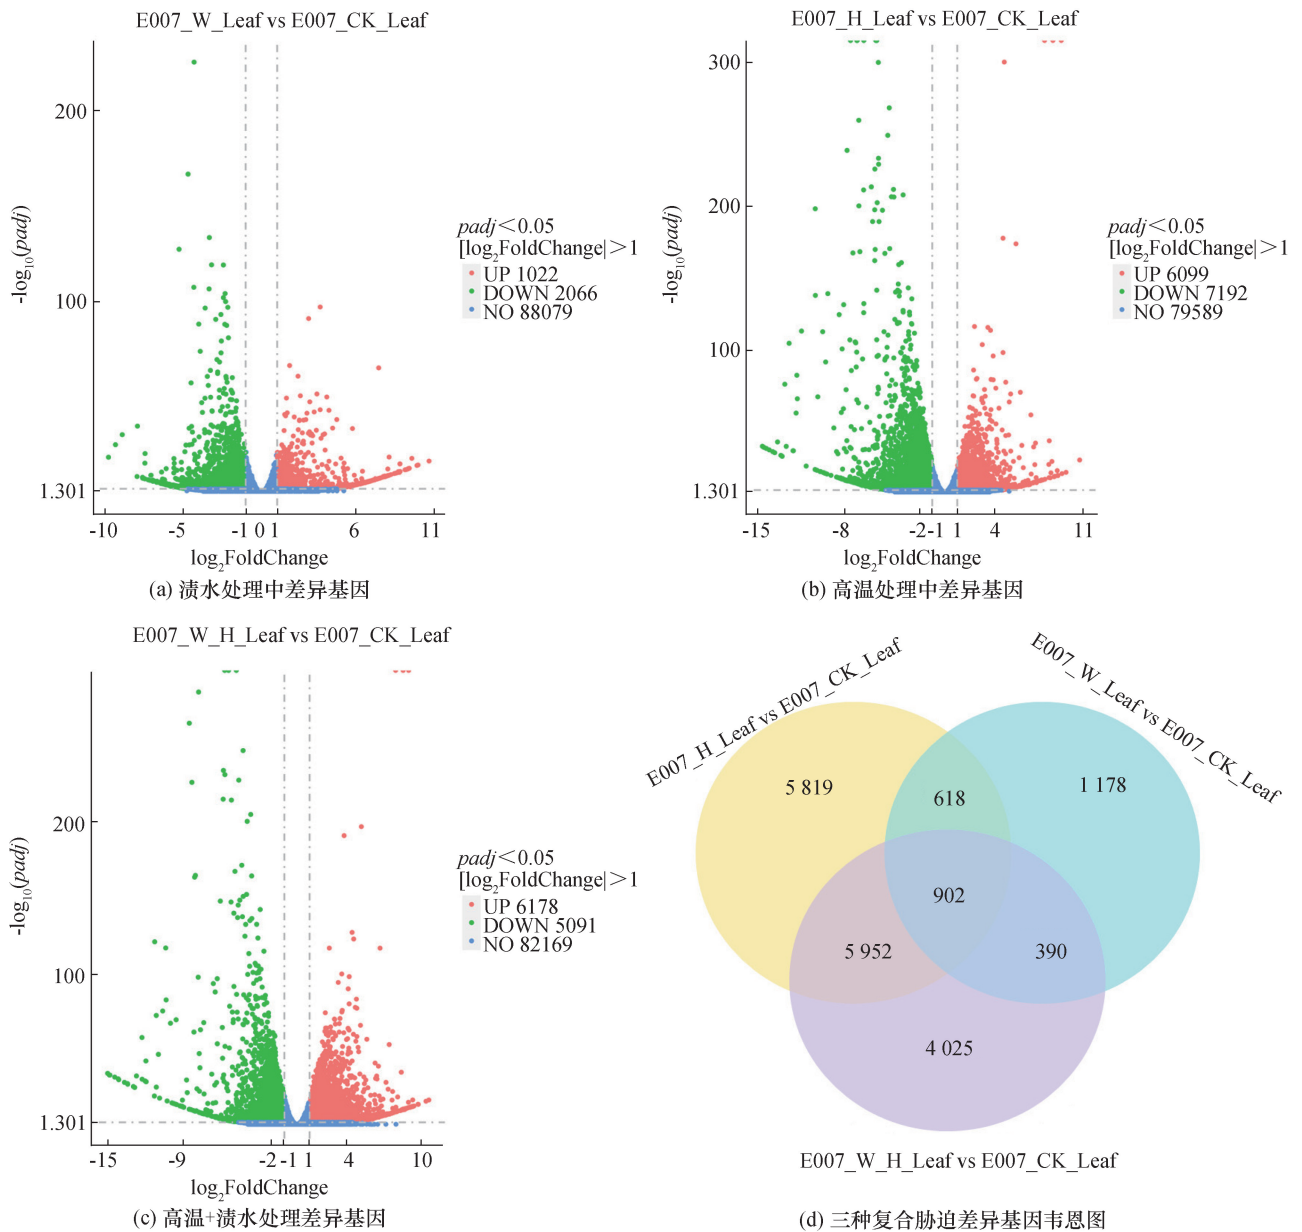 E007_W_Leaf vs E007_CK_Leaf
200
100
1.301
-log10(padj)
-10 -5 -1 0 1 6 11
log2FoldChange
padj<0.05
[log2FoldChange|>1
UP 1022
DOWN 2066
NO 88079
(a) 渍水处理中差异基因
E007_H_Leaf vs E007_CK_Leaf
300
200
100
1.301
-log10(padj)
-15 -8 -2 -1 1 4 11
log2FoldChange
padj<0.05
[log2FoldChange|>1
UP 6099
DOWN 7192
NO 79589
(b) 高温处理中差异基因
E007_W_H_Leaf vs E007_CK_Leaf
200
100
1.301
-log10(padj)
-15 -9 -2 -1 1 4 10
log2FoldChange
padj<0.05
[log2FoldChange|>1
UP 6178
DOWN 5091
NO 82169
(c) 高温+渍水处理差异基因
E007_H_Leaf vs E007_CK_Leaf
E007_W_Leaf vs E007_CK_Leaf
5 819
618
1 178
902
5 952
390
4 025
E007_W_H_Leaf vs E007_CK_Leaf
(d) 三种复合胁迫差异基因韦恩图